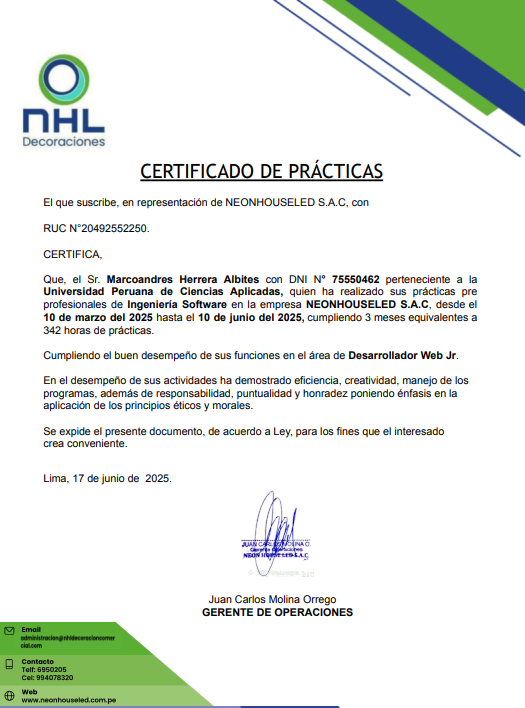 NHL
Decoraciones
CERTIFICADO DE PRÁCTICAS
El que suscribe, en representación de NEONHOUSELED S.A.C, con
RUC N°20492552250.
CERTIFICA,
Que, el Sr. Marcoandres Herrera Albites con DNI N° 75550462 perteneciente a la
Universidad Peruana de Ciencias Aplicadas, quien ha realizado sus prácticas pre
profesionales de Ingeniería Software en la empresa NEONHOUSELED S.A.C, desde el
10 de marzo del 2025 hasta el 10 de junio del 2025, cumpliendo 3 meses equivalentes a
342 horas de prácticas.
Cumpliendo el buen desempeño de sus funciones en el área de Desarrollador Web Jr.
En el desempeño de sus actividades ha demostrado eficiencia, creatividad, manejo de los
programas, además de responsabilidad, puntualidad y honradez poniendo énfasis en la
aplicación de los principios éticos y morales.
Se expide el presente documento, de acuerdo a Ley, para los fines que el interesado
crea conveniente.
Lima, 17 de junio de 2025.
JUAN CARLOS MOLINA O.
Gerente de Operaciones
NEON HOUSE LED S.A.C.
Juan Carlos Molina Orrego
GERENTE DE OPERACIONES
Email
administracion@nhldecoracioncomer
cial.com
Contacto
Telf: 6950205
Cel: 994078320
Web
www.neonhouseled.com.pe